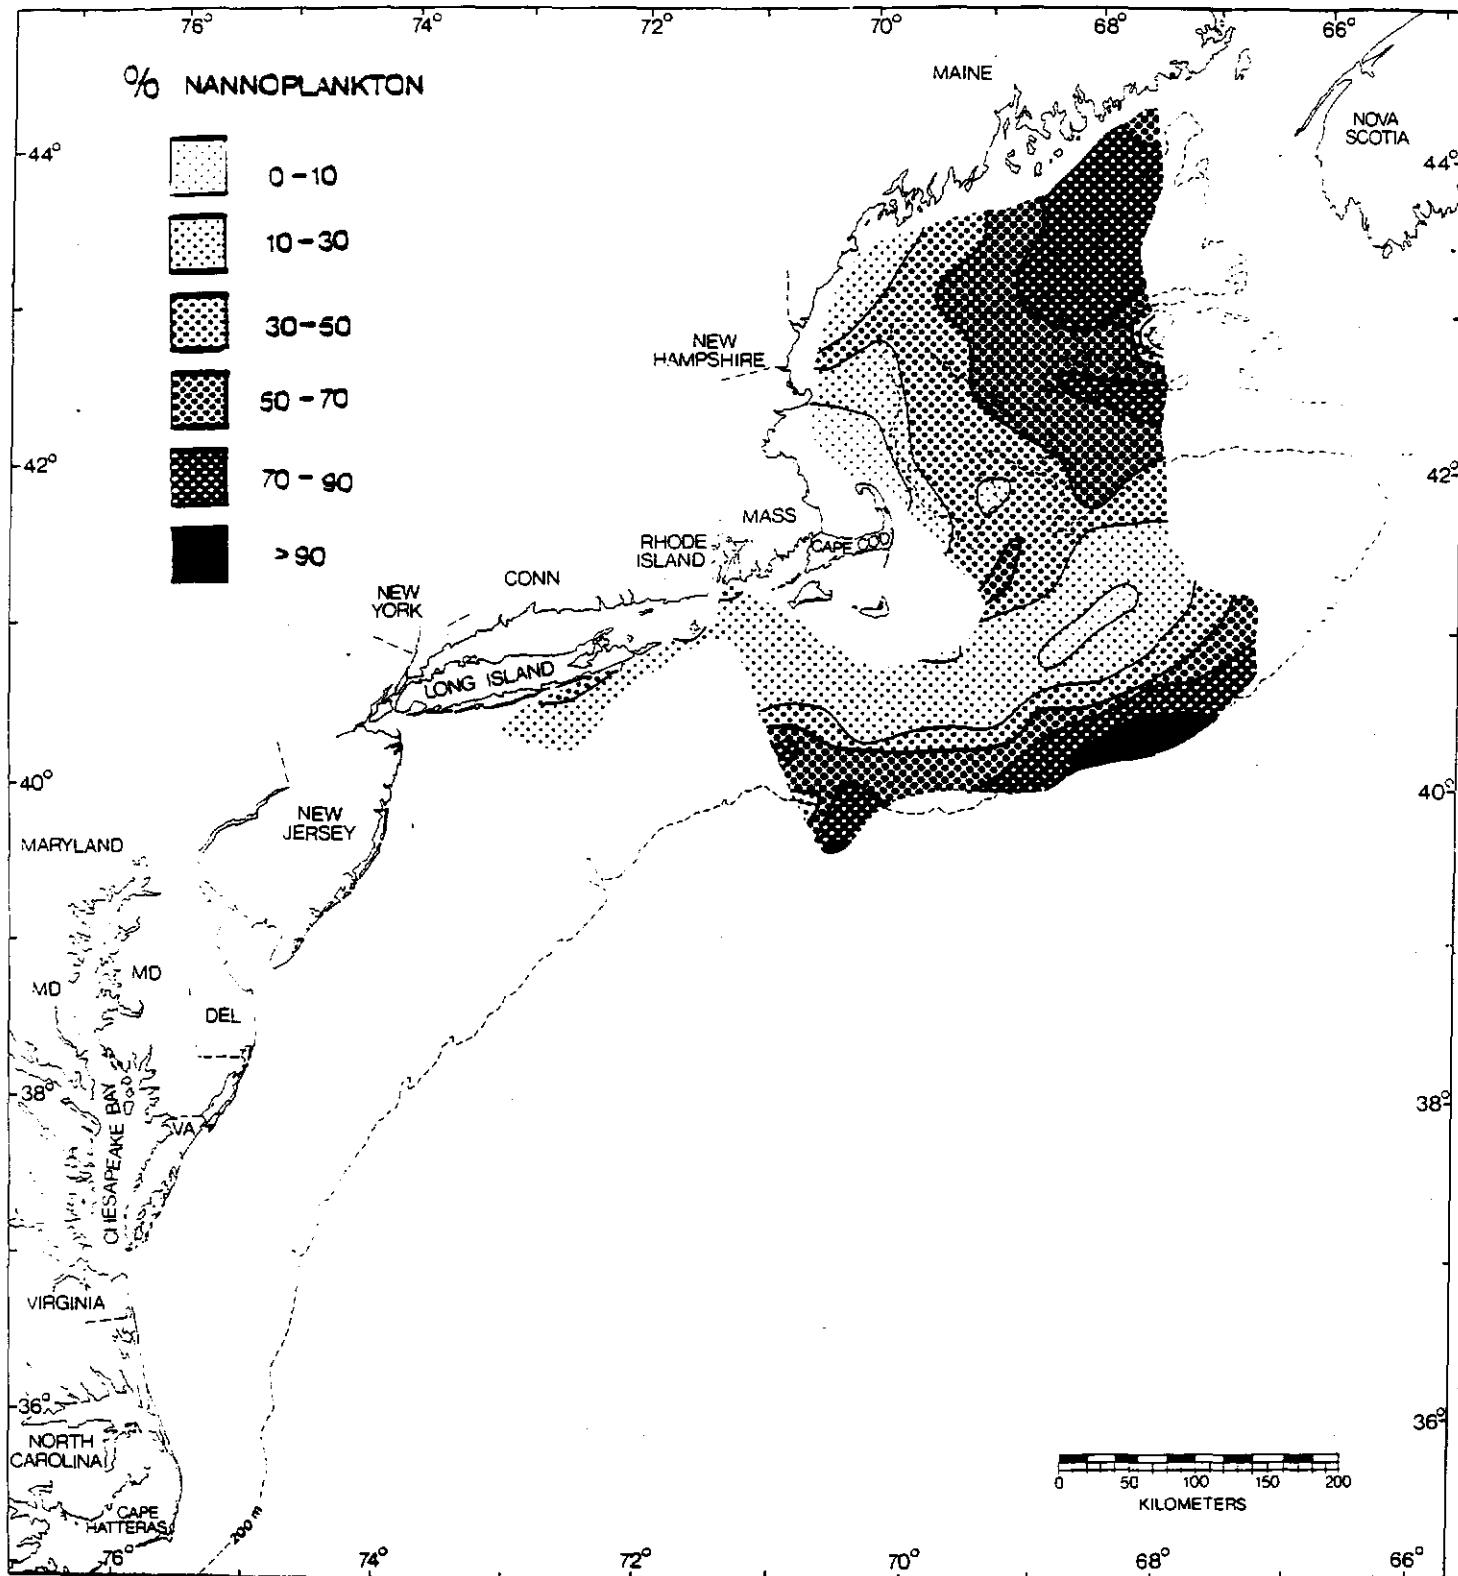 76°
74°
72°
70°
68°
66°
% NANNOPLANKTON
0-10
10-30
30-50
50-70
70-90
>90
MAINE
NOVA
SCOTIA
44°
44°
NEW
HAMPSHIRE
42°
42°
MASS
RHODE
ISLAND
CAPE COD
CONN
NEW
YORK
LONG ISLAND
40°
40°
NEW
JERSEY
MARYLAND
MD
MD
DEL
38°
38°
VA
CHESAPEAKE BAY
VIRGINIA
36°
36°
NORTH
CAROLINA
CAPE
HATTERAS
200 m
0 50 100 150 200
KILOMETERS
76°
74°
72°
70°
68°
66°